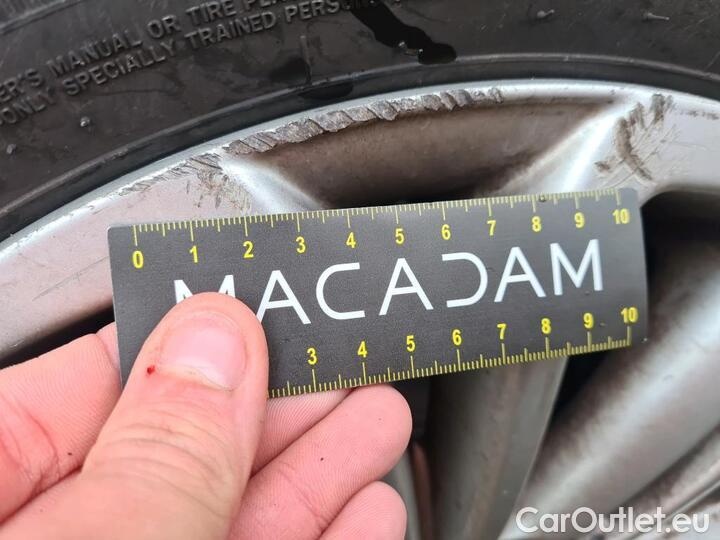 MANUAL OR TIRE
ONLY SPECIALLY TRAINED
0 1 2 3 4 5 6 7 8 9 10
MACADAM
3 4 5 6 7 8 9 10
CarOutlet.eu